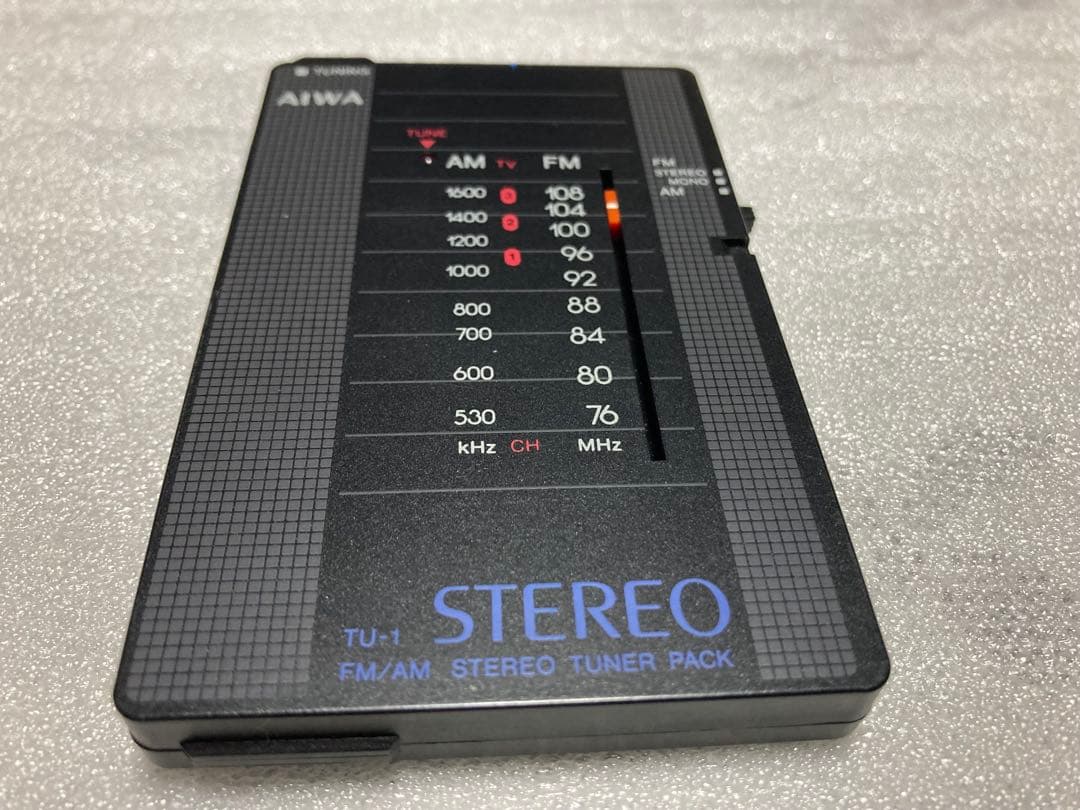 TUNING
AIWA
TUNE
AM TV FM
1600 3 108
104
1400 2 100
1200 96
1 
1000 92
800 88
700 84
600 80
530 76
kHz CH MHz
FM
STEREO
MONO
AM
TU-1 STEREO
FM/AM STEREO TUNER PACK